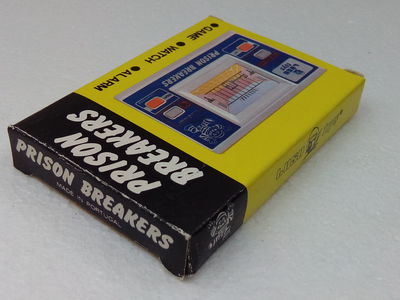 ● GAME ● WATCH ● ALARM
PRISON BREAKERS
PRISON
BREAKERS
PRISON BREAKERS
MADE IN PORTUGAL